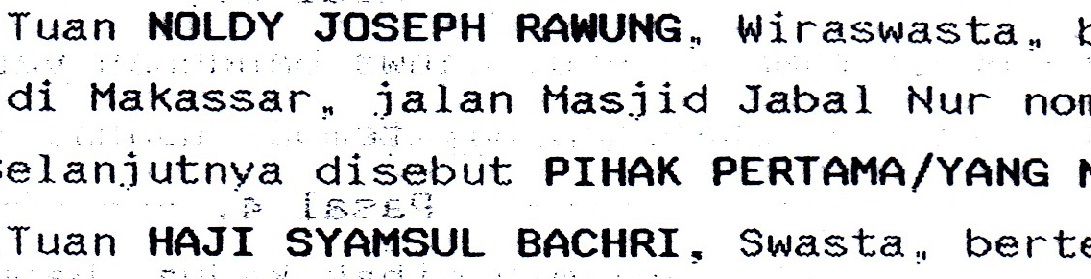 Tuan NOLDY JOSEPH RAWUNG, Wiraswasta, b
di Makassar, jalan Masjid Jabal Nur nom
selanjutnya disebut PIHAK PERTAMA/YANG M
Tuan HAJI SYAMSUL BACHRI, Swasta, berte